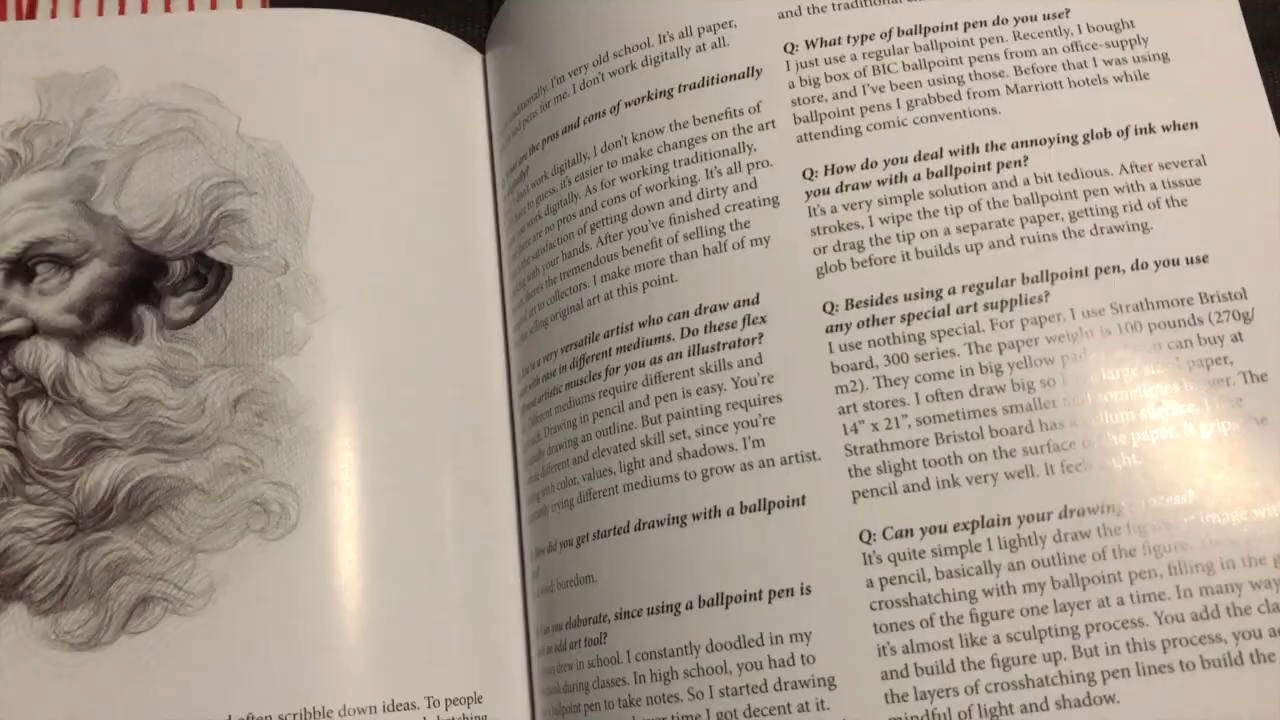 often scribble down ideas. To people
I'm very old school. It's all paper,
and pens for me. I don't work digitally at all.
are the pros and cons of working traditionally
don't work digitally, I don't know the benefits of
to guess, it's easier to make changes on the art
you work digitally. As for working traditionally,
there are no pros and cons of working. It's all pro.
the satisfaction of getting down and dirty and
with your hands. After you've finished creating
there's the tremendous benefit of selling the
art to collectors. I make more than half of my
selling original art at this point.
a very versatile artist who can draw and
with ease in different mediums. Do these flex
artistic muscles for you as an illustrator?
mediums require different skills and
Drawing in pencil and pen is easy. You're
drawing an outline. But painting requires
different and elevated skill set, since you're
with color, values, light and shadows. I'm
trying different mediums to grow as an artist.
How did you get started drawing with a ballpoint
boredom.
you elaborate, since using a ballpoint pen is
an odd art tool?
drew in school. I constantly doodled in my
during classes. In high school, you had to
ballpoint pen to take notes. So I started drawing
time I got decent at it.
and the traditional
Q: What type of ballpoint pen do you use?
I just use a regular ballpoint pen. Recently, I bought
a big box of BIC ballpoint pens from an office-supply
store, and I've been using those. Before that I was using
ballpoint pens I grabbed from Marriott hotels while
attending comic conventions.
Q: How do you deal with the annoying glob of ink when
you draw with a ballpoint pen?
It's a very simple solution and a bit tedious. After several
strokes, I wipe the tip of the ballpoint pen with a tissue
or drag the tip on a separate paper, getting rid of the
glob before it builds up and ruins the drawing.
Q: Besides using a regular ballpoint pen, do you use
any other special art supplies?
I use nothing special. For paper, I use Strathmore Bristol
board, 300 series. The paper weight is 100 pounds (270g/
m2). They come in big yellow can buy at
art stores. I often draw big so I large paper,
14" x 21", sometimes smaller sometimes The
Strathmore Bristol board has a vellum surface. I
the slight tooth on the surface of the paper, it grips the
pencil and ink very well. It feels right.
Q: Can you explain your drawing process?
It's quite simple I lightly draw the image with
a pencil, basically an outline of the figure.
crosshatching with my ballpoint pen, filling in the
tones of the figure one layer at a time. In many
it's almost like a sculpting process. You add the
and build the figure up. But in this process, you
the layers of crosshatching pen lines to build the
mindful of light and shadow.